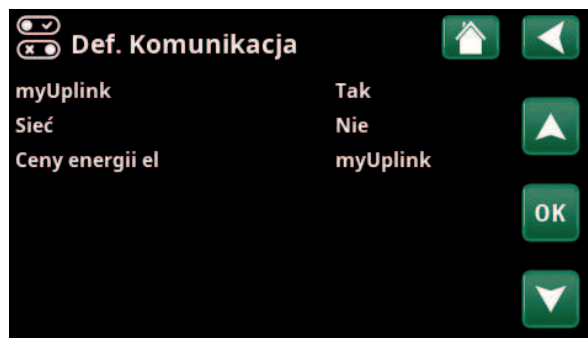 Def. Komunikacja
myUplink Tak
Sieć Nie
Ceny energii el myUplink
OK